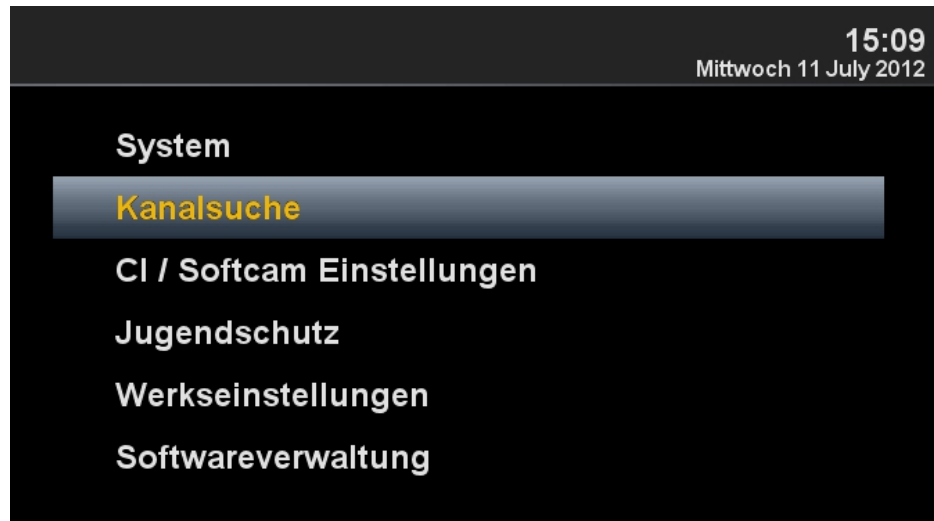 15:09
Mittwoch 11 July 2012
System
Kanalsuche
CI / Softcam Einstellungen
Jugendschutz
Werkseinstellungen
Softwareverwaltung